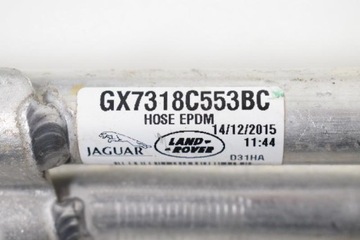 GX7318C553BC
HOSE EPDM
14/12/2015
JAGUAR
LAND-
ROVER
11:44
D31HA